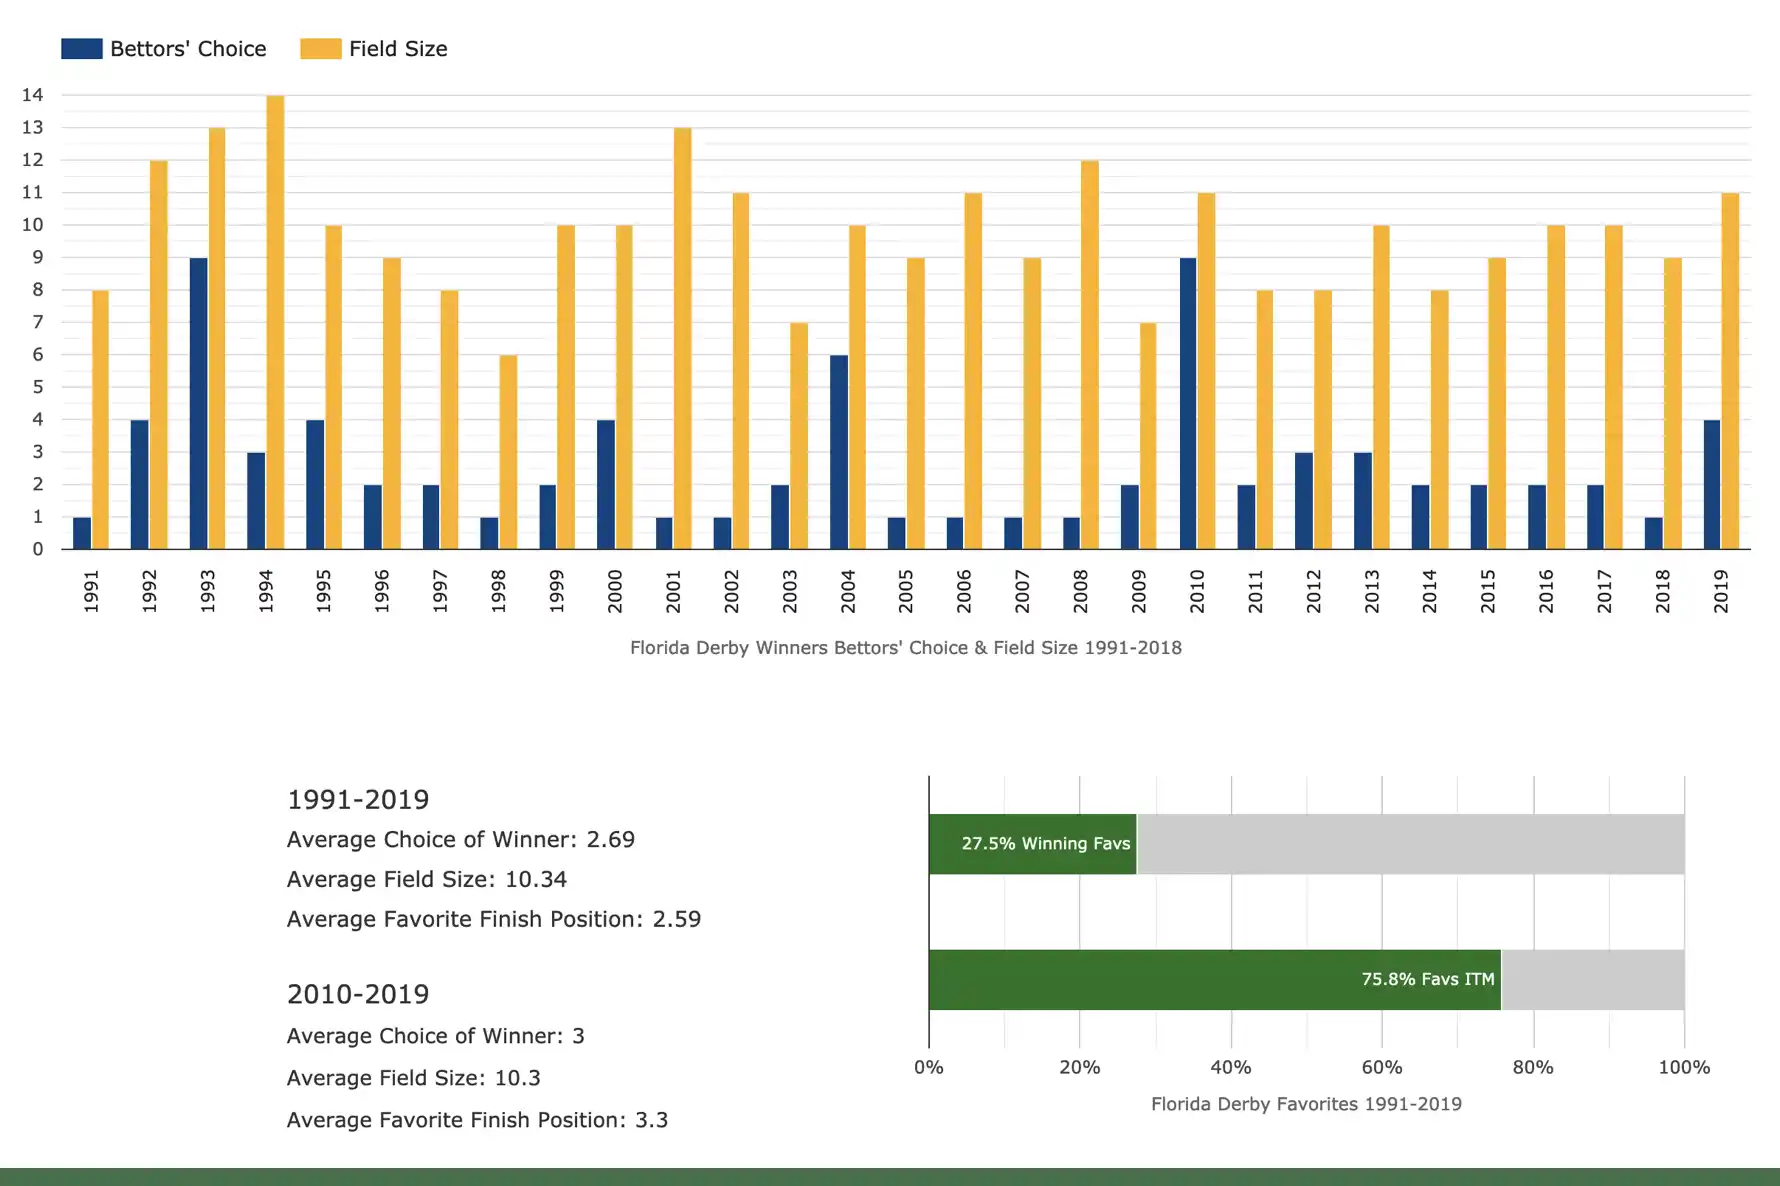 Bettors' Choice Field Size
14
13
12
11
10
9
8
7
6
5
4
3
2
1
0
1991 1992 1993 1994 1995 1996 1997 1998 1999 2000 2001 2002 2003 2004 2005 2006 2007 2008 2009 2010 2011 2012 2013 2014 2015 2016 2017 2018 2019
Florida Derby Winners Bettors' Choice & Field Size 1991-2018
1991-2019
Average Choice of Winner: 2.69
Average Field Size: 10.34
Average Favorite Finish Position: 2.59
2010-2019
Average Choice of Winner: 3
Average Field Size: 10.3
Average Favorite Finish Position: 3.3
27.5% Winning Favs
75.8% Favs ITM
0% 20% 40% 60% 80% 100%
Florida Derby Favorites 1991-2019